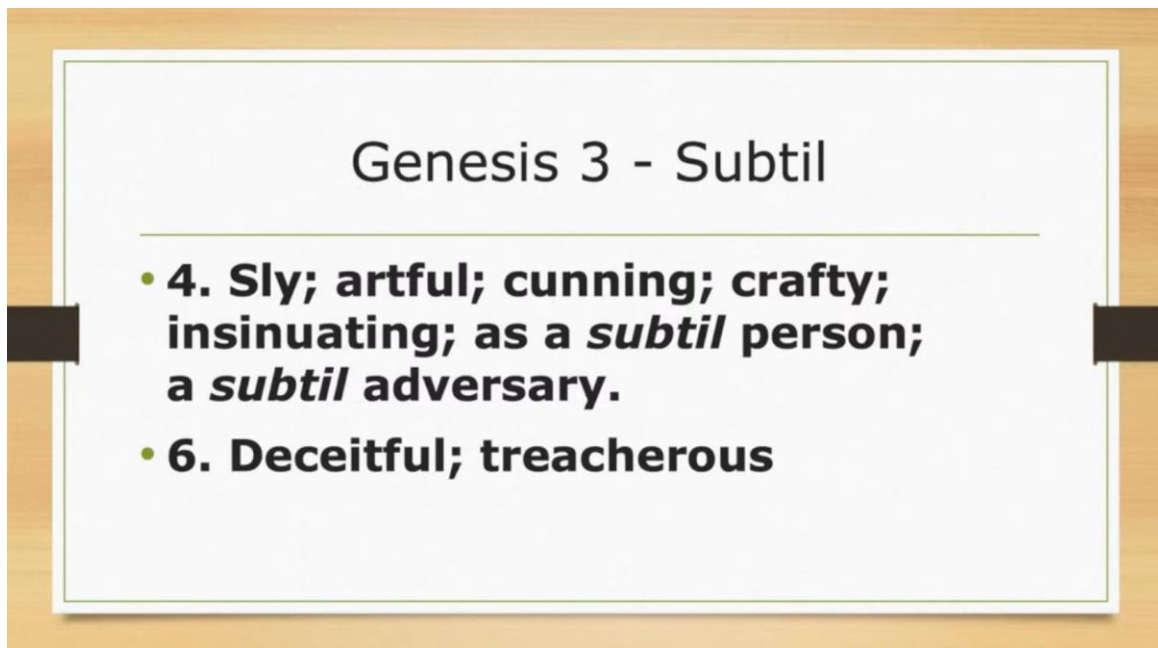 Genesis 3 - Subtil
• 4. Sly; artful; cunning; crafty;
insinuating; as a subtil person;
a subtil adversary.
• 6. Deceitful; treacherous